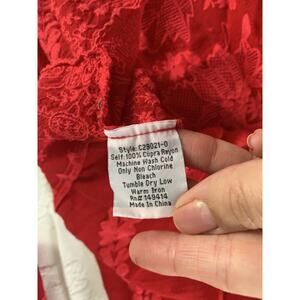 Style: C29021-0
Self: 100% Cupra Rayon
Machine Wash Cold
Only Non Chlorine
Bleach
Tumble Dry Low
Warm Iron
Rn# 149414
Made In China